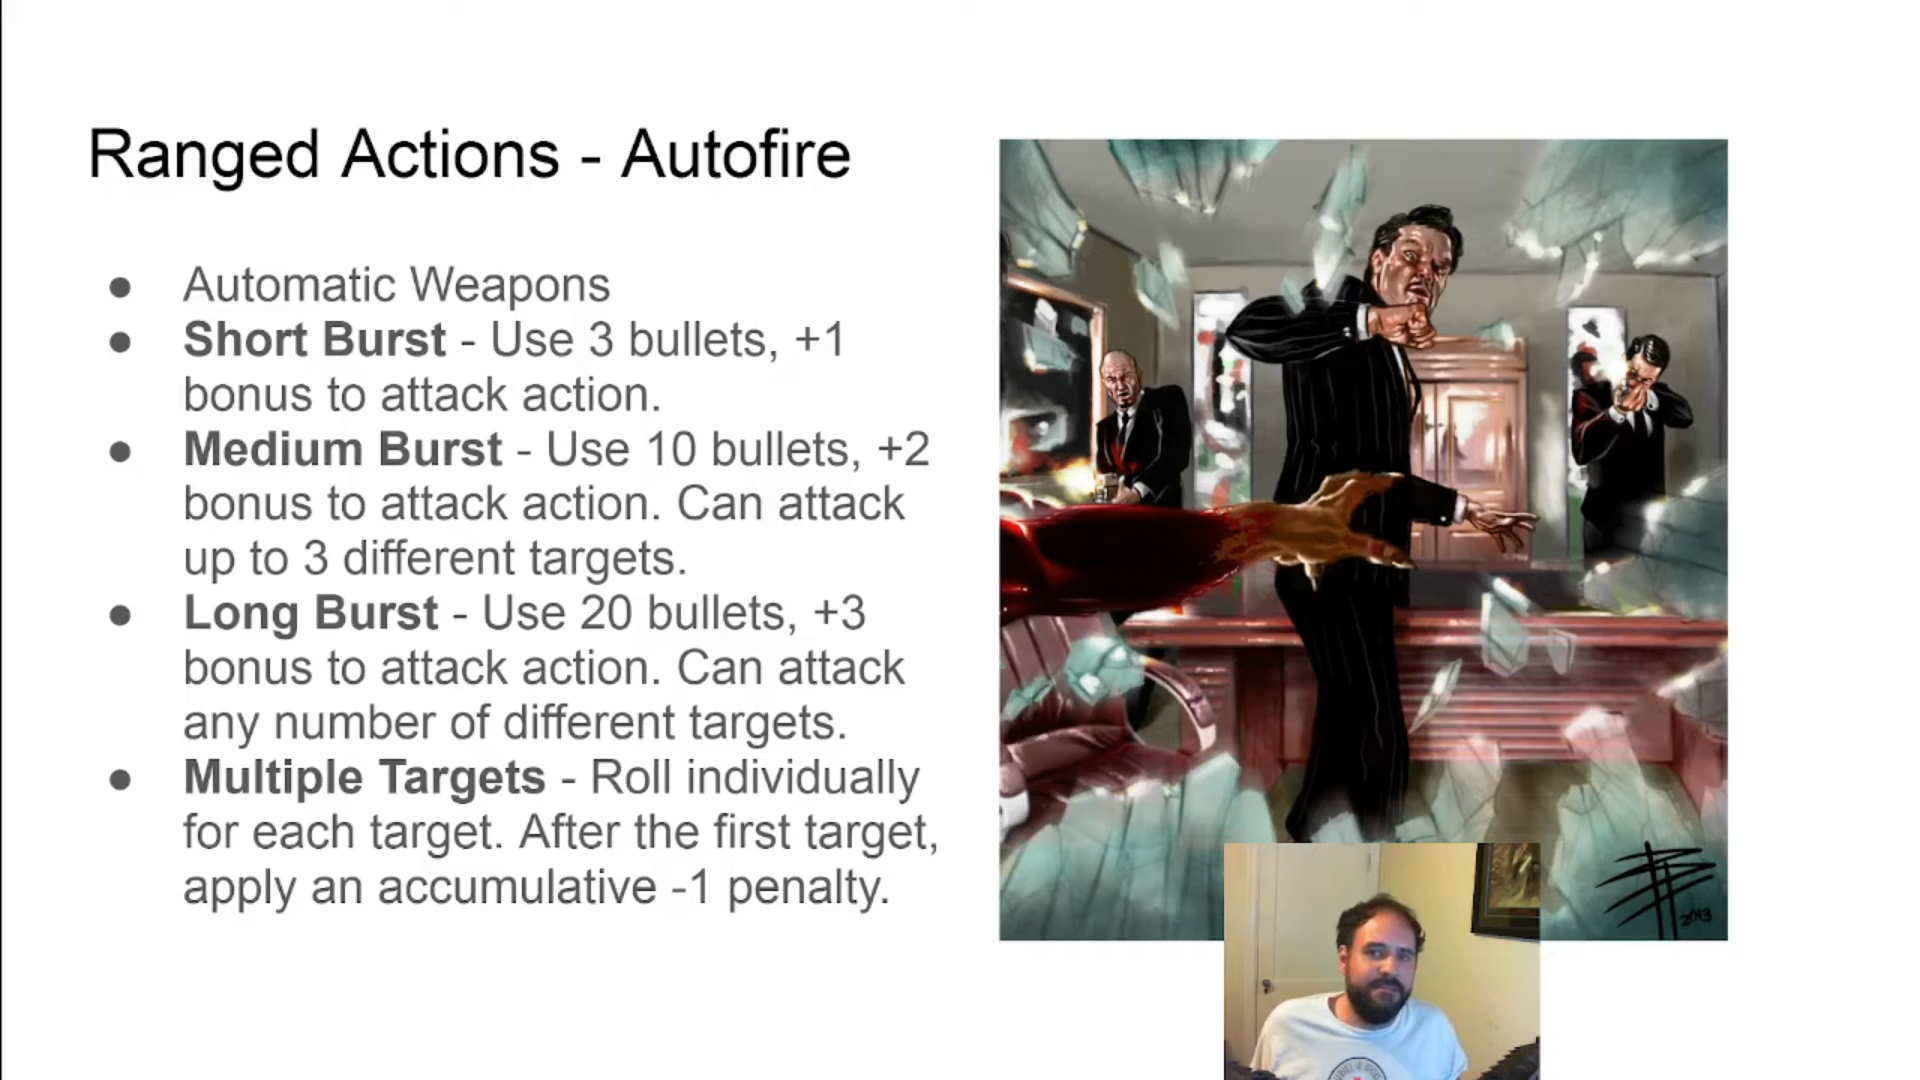 Ranged Actions - Autofire
● Automatic Weapons
● Short Burst - Use 3 bullets, +1
bonus to attack action.
● Medium Burst - Use 10 bullets, +2
bonus to attack action. Can attack
up to 3 different targets.
● Long Burst - Use 20 bullets, +3
bonus to attack action. Can attack
any number of different targets.
● Multiple Targets - Roll individually
for each target. After the first target,
apply an accumulative -1 penalty.
2013